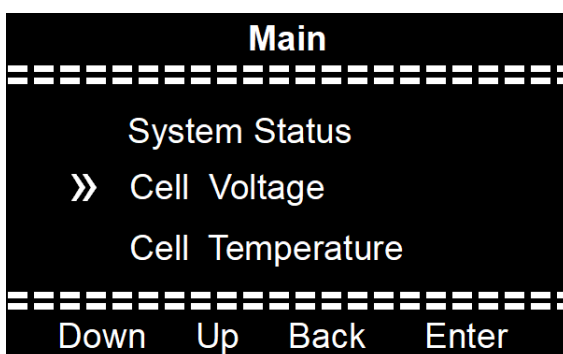 Main
System Status
» Cell Voltage
Cell Temperature
Down Up Back Enter